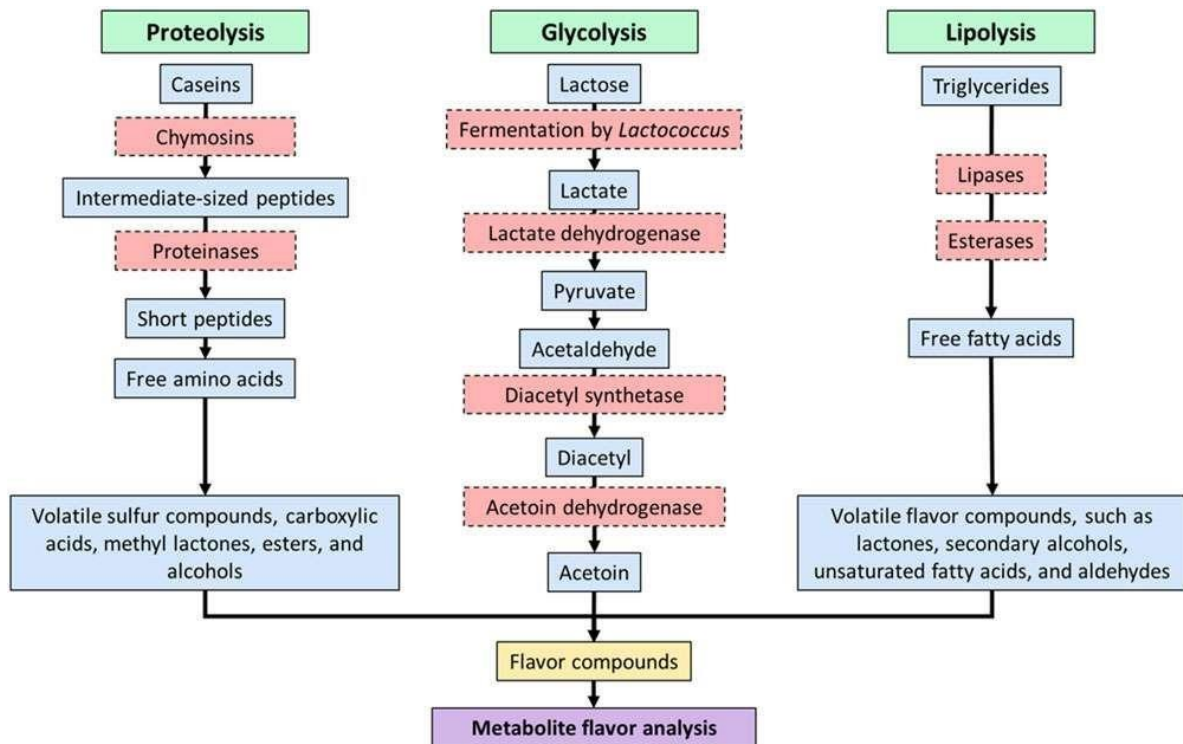 Proteolysis
Caseins
Chymosins
Intermediate-sized peptides
Proteinases
Short peptides
Free amino acids
Volatile sulfur compounds, carboxylic
acids, methyl lactones, esters, and
alcohols
Glycolysis
Lactose
Fermentation by Lactococcus
Lactate
Lactate dehydrogenase
Pyruvate
Acetaldehyde
Diacetyl synthetase
Diacetyl
Acetoin dehydrogenase
Acetoin
Lipolysis
Triglycerides
Lipases
Esterases
Free fatty acids
Volatile flavor compounds, such as
lactones, secondary alcohols,
unsaturated fatty acids, and aldehydes
Flavor compounds
Metabolite flavor analysis